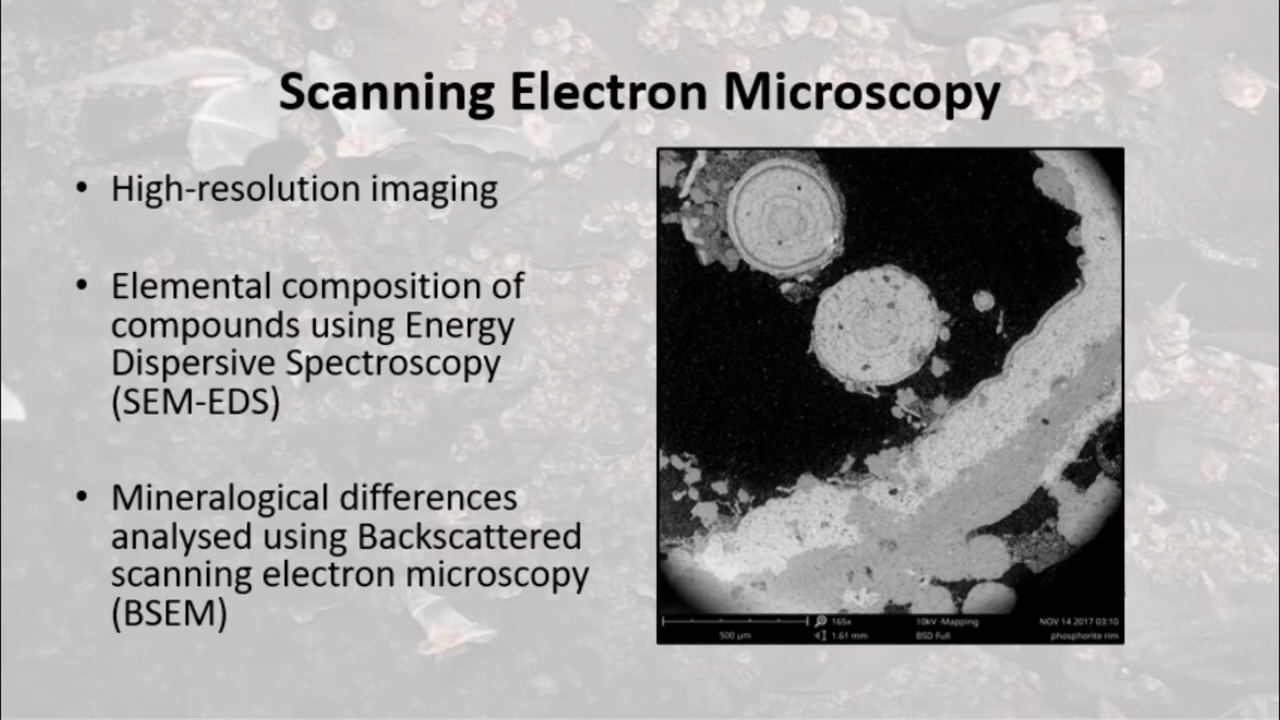 Scanning Electron Microscopy
• High-resolution imaging
• Elemental composition of
compounds using Energy
Dispersive Spectroscopy
(SEM-EDS)
• Mineralogical differences
analysed using Backscattered
scanning electron microscopy
(BSEM)
165x 10kV -Mapping NOV 14 2017 03:10
500 µm 1.61 mm BSD Full phosphorite rim